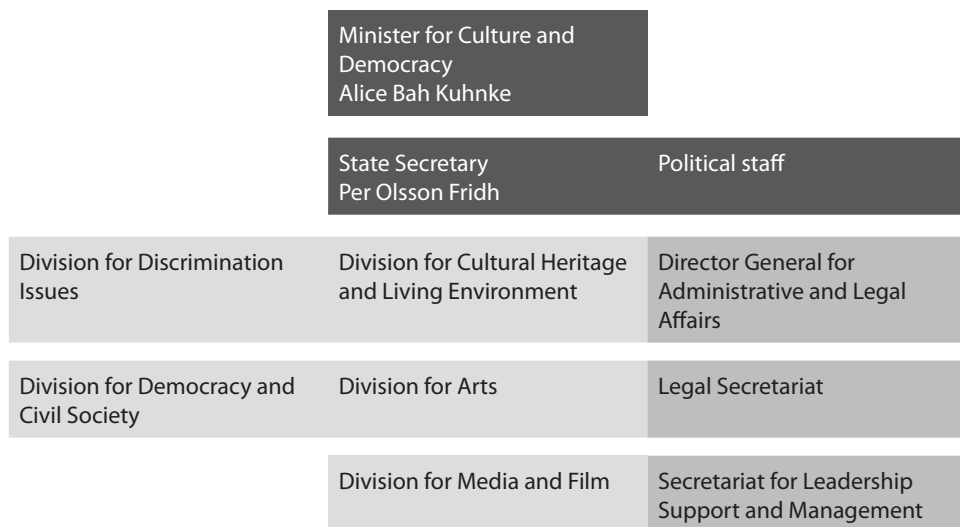 Minister for Culture and
Democracy
Alice Bah Kuhnke
State Secretary
Per Olsson Fridh
Political staff
Division for Discrimination
Issues
Division for Cultural Heritage
and Living Environment
Director General for
Administrative and Legal
Affairs
Division for Democracy and
Civil Society
Division for Arts
Legal Secretariat
Division for Media and Film
Secretariat for Leadership
Support and Management